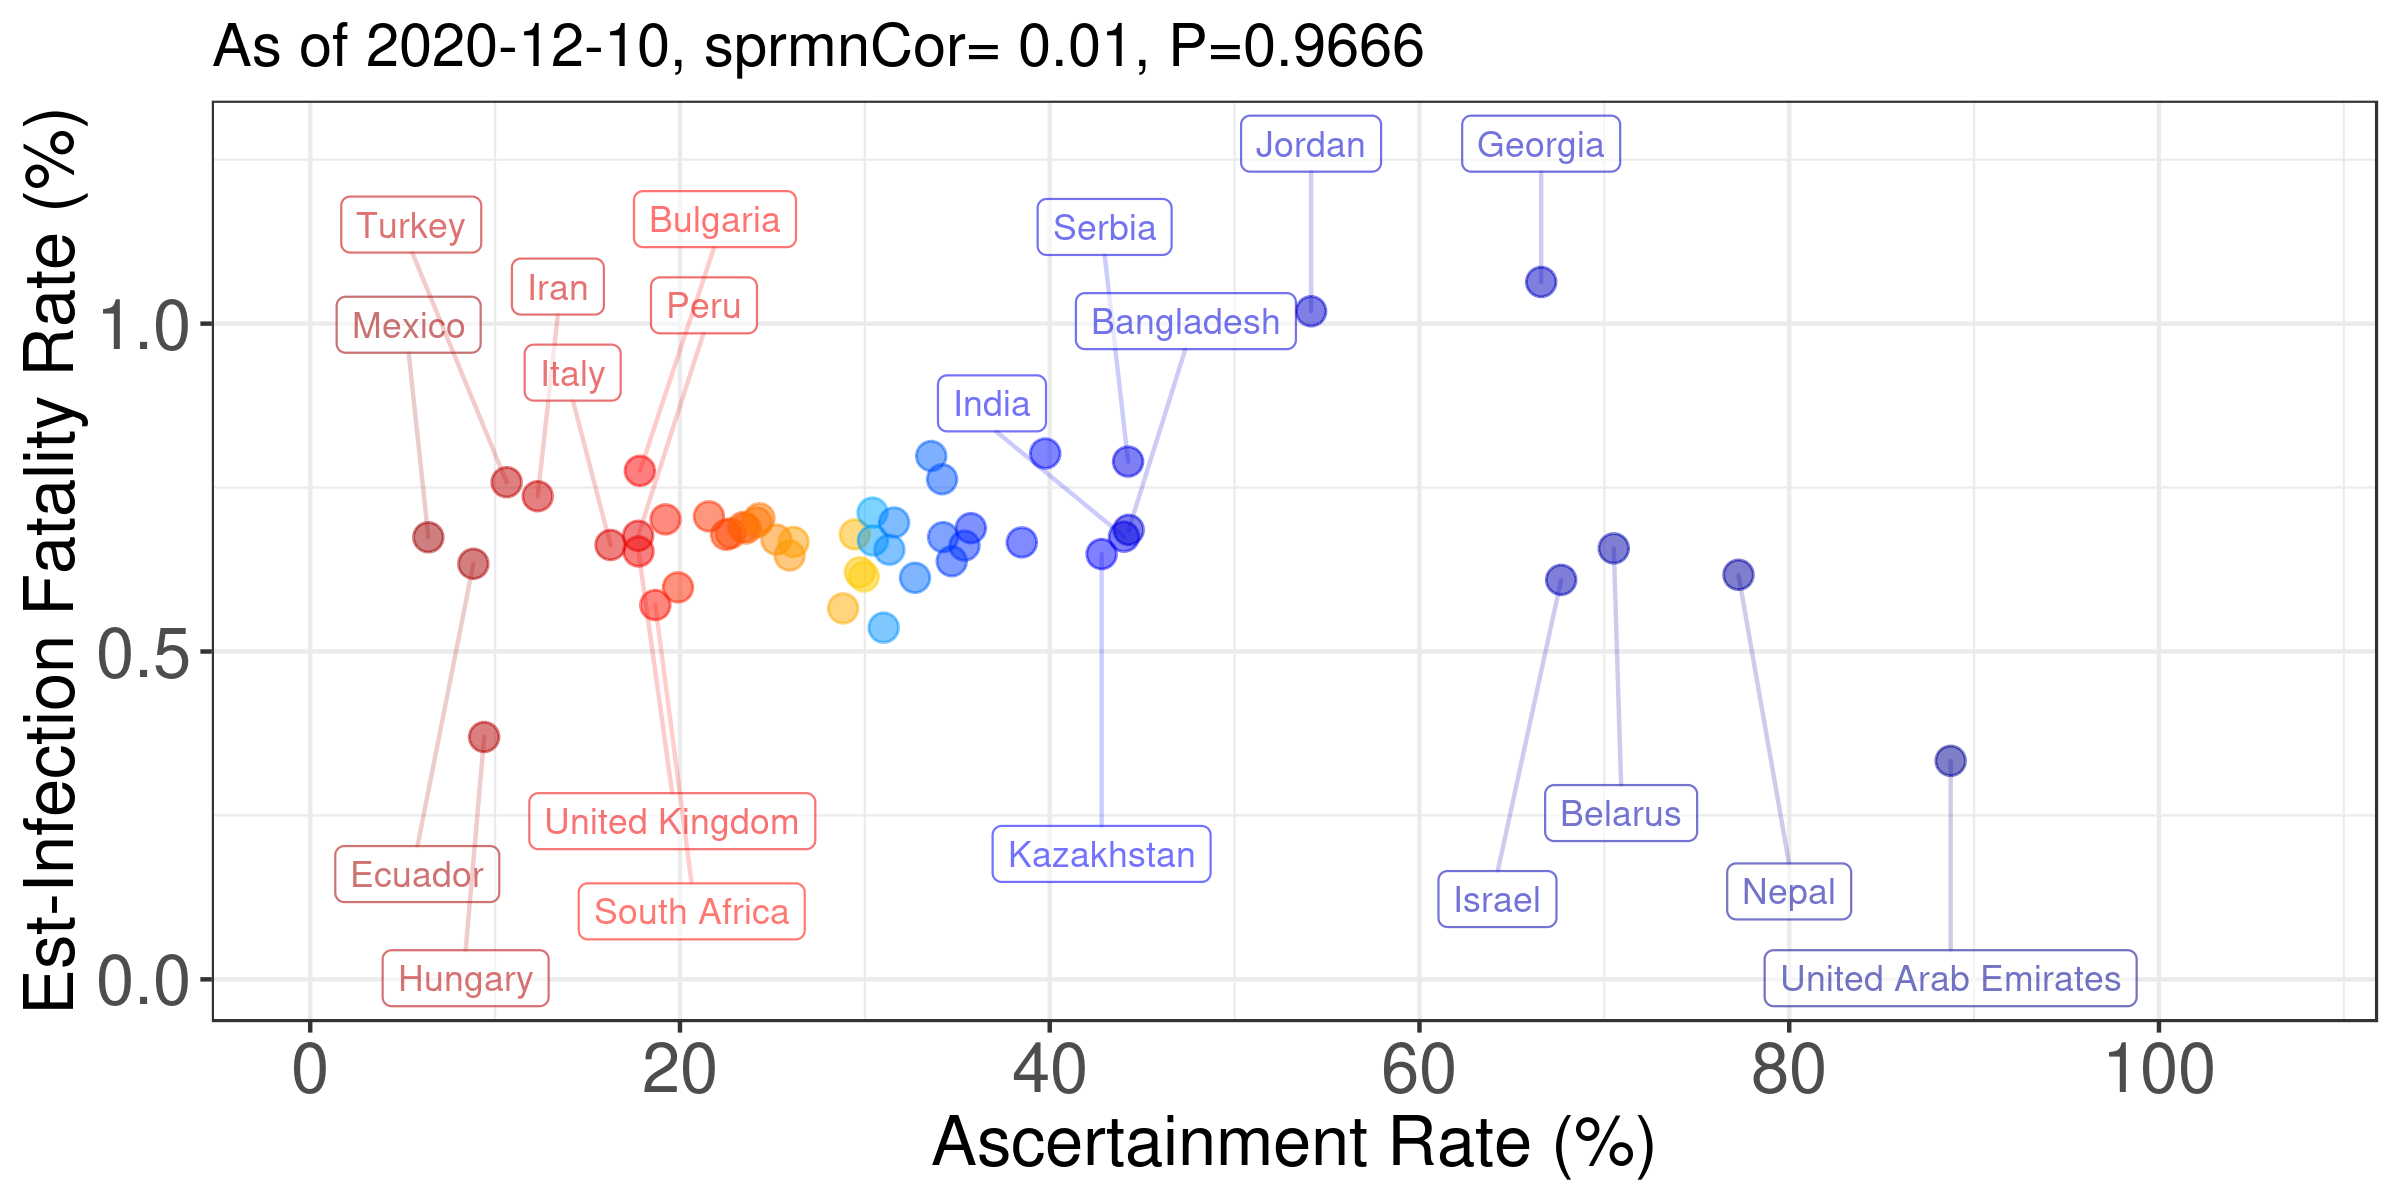 As of 2020-12-10, sprmnCor= 0.01, P=0.9666
Est-Infection Fatality Rate (%)
1.0
0.5
0.0
Jordan
Georgia
Turkey
Bulgaria
Serbia
Iran
Peru
Mexico
Bangladesh
Italy
India
United Kingdom
Belarus
Kazakhstan
Ecuador
Nepal
Israel
South Africa
Hungary
United Arab Emirates
0
20
40
60
80
100
Ascertainment Rate (%)